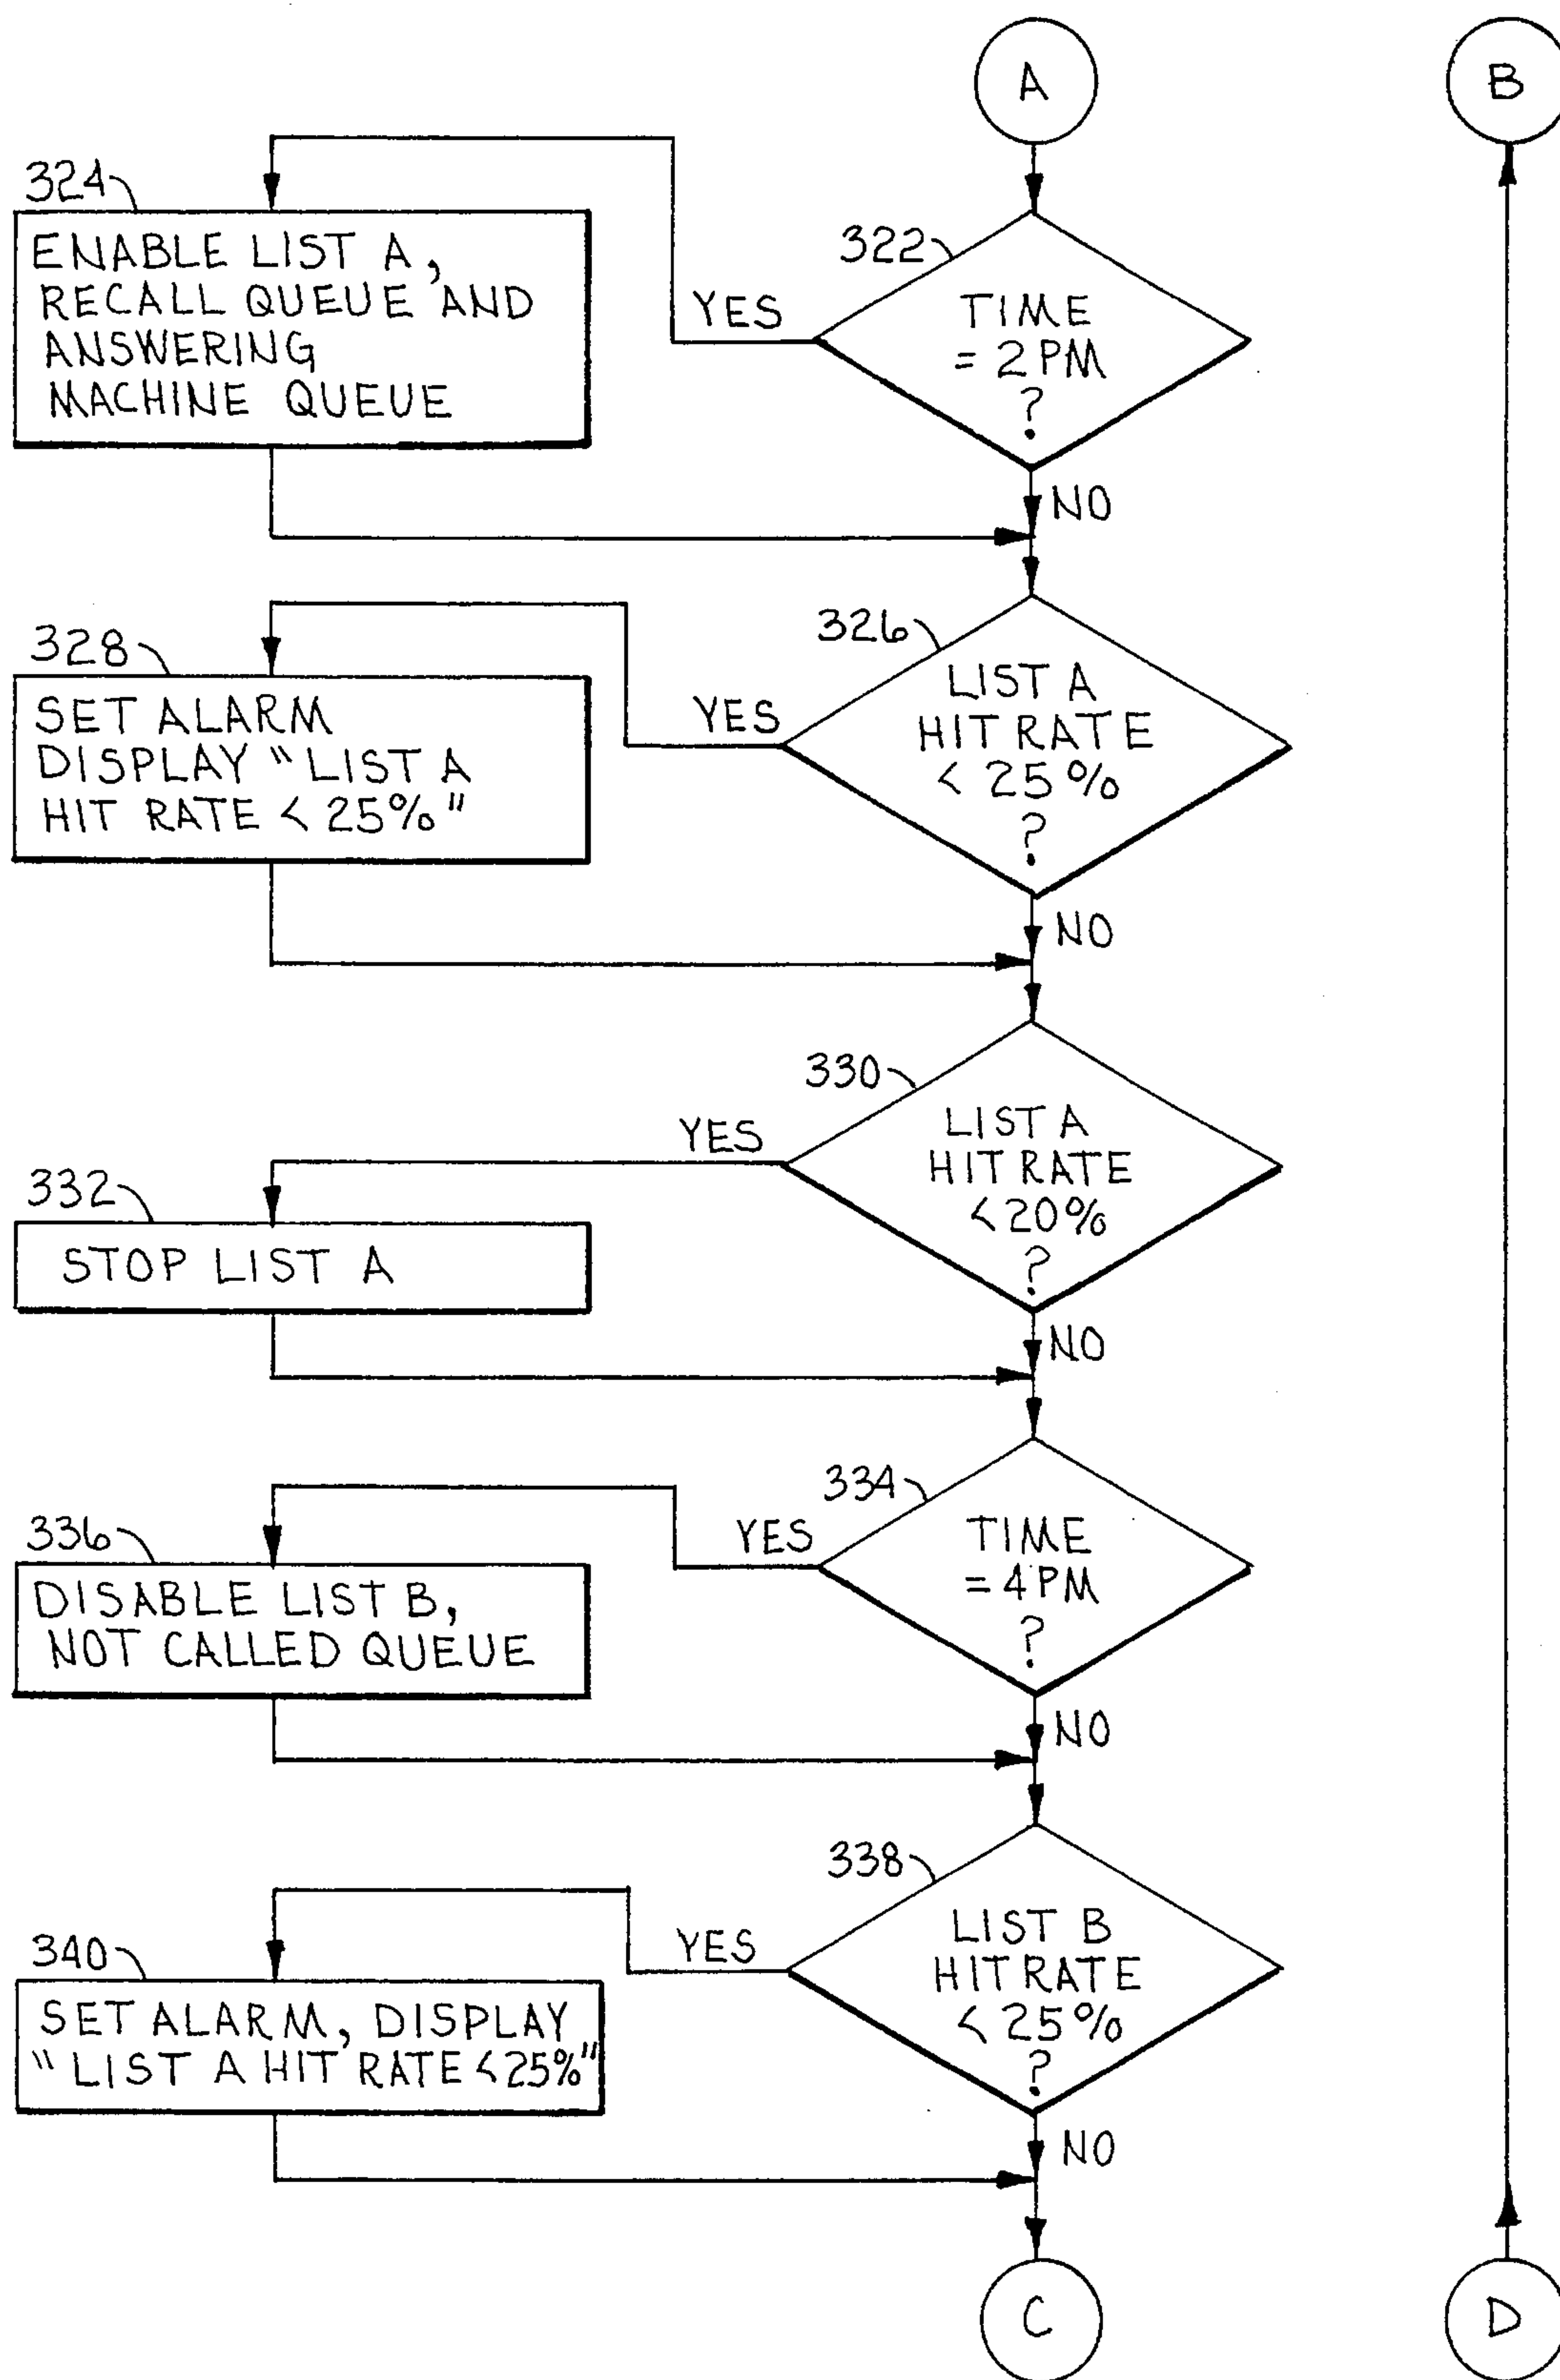 A
B
324
ENABLE LIST A,
RECALL QUEUE AND
ANSWERING
MACHINE QUEUE
322
YES
TIME
= 2 PM
?
NO
328
SET ALARM
DISPLAY "LIST A
HIT RATE < 25%"
326
YES
LIST A
HIT RATE
< 25%
?
NO
330
YES
LIST A
HIT RATE
<20%
?
NO
332
STOP LIST A
334
YES
TIME
= 4 PM
?
NO
336
DISABLE LIST B,
NOT CALLED QUEUE
338
YES
LIST B
HIT RATE
< 25%
?
NO
340
SET ALARM, DISPLAY
"LIST A HIT RATE <25%"
C
D